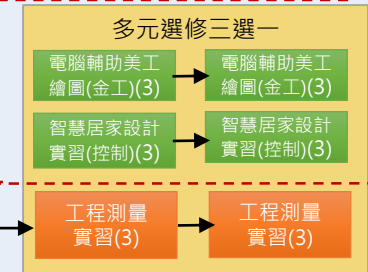 多元選修三選一
電腦輔助美工
繪圖(金工)(3)
電腦輔助美工
繪圖(金工)(3)
智慧居家設計
實習(控制)(3)
智慧居家設計
實習(控制)(3)
工程測量
實習(3)
工程測量
實習(3)